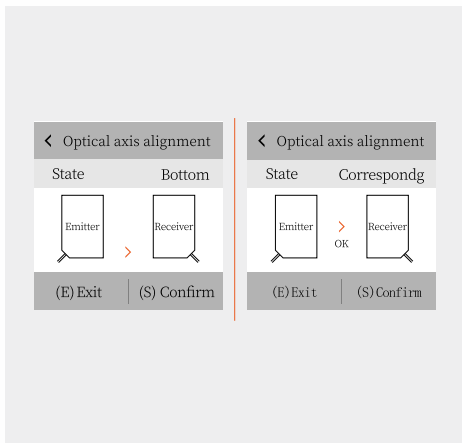 Optical axis alignment
State Bottom
Emitter Receiver
(E) Exit (S) Confirm
Optical axis alignment
State Correspondg
Emitter Receiver
OK
(E)Exit (S)Confirm